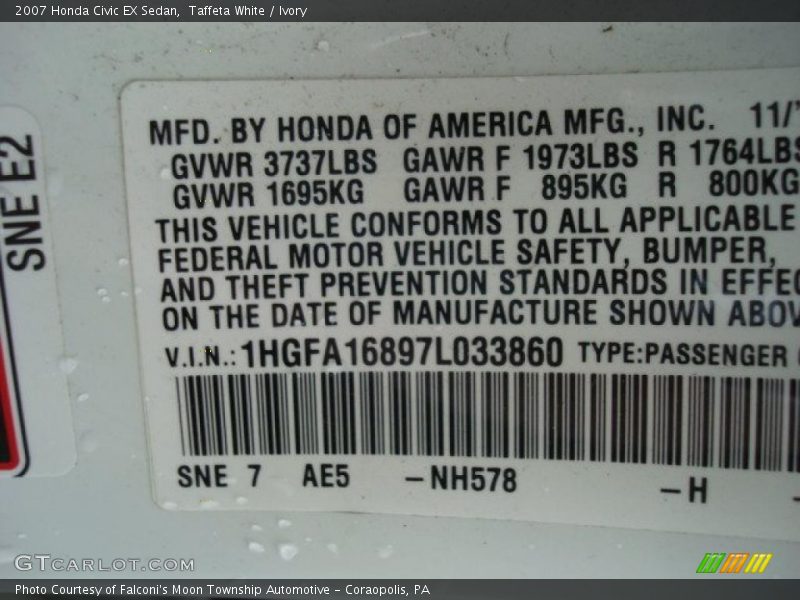 2007 Honda Civic EX Sedan, Taffeta White / Ivory
SNE E2
MFD. BY HONDA OF AMERICA MFG., INC. 11/
GVWR 3737LBS GAWR F 1973LBS R 1764LBS
GVWR 1695KG GAWR F 895KG R 800KG
THIS VEHICLE CONFORMS TO ALL APPLICABLE
FEDERAL MOTOR VEHICLE SAFETY, BUMPER,
AND THEFT PREVENTION STANDARDS IN EFFEC
ON THE DATE OF MANUFACTURE SHOWN ABOV
V.I.N.: 1HGFA16897L033860 TYPE:PASSENGER
SNE 7 AE5 -NH578 -H -
GTCARLOT.COM
Photo Courtesy of Falconi's Moon Township Automotive - Coraopolis, PA